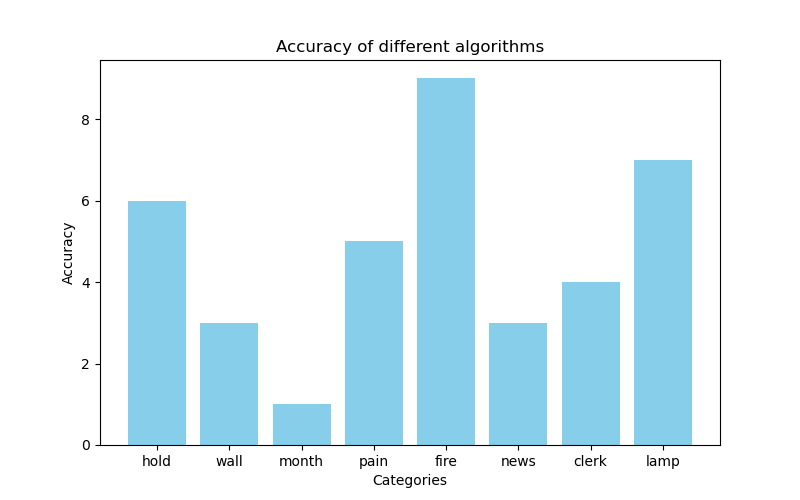 Accuracy of different algorithms
Accuracy
8
6
4
2
0
hold wall month pain fire news clerk lamp
Categories